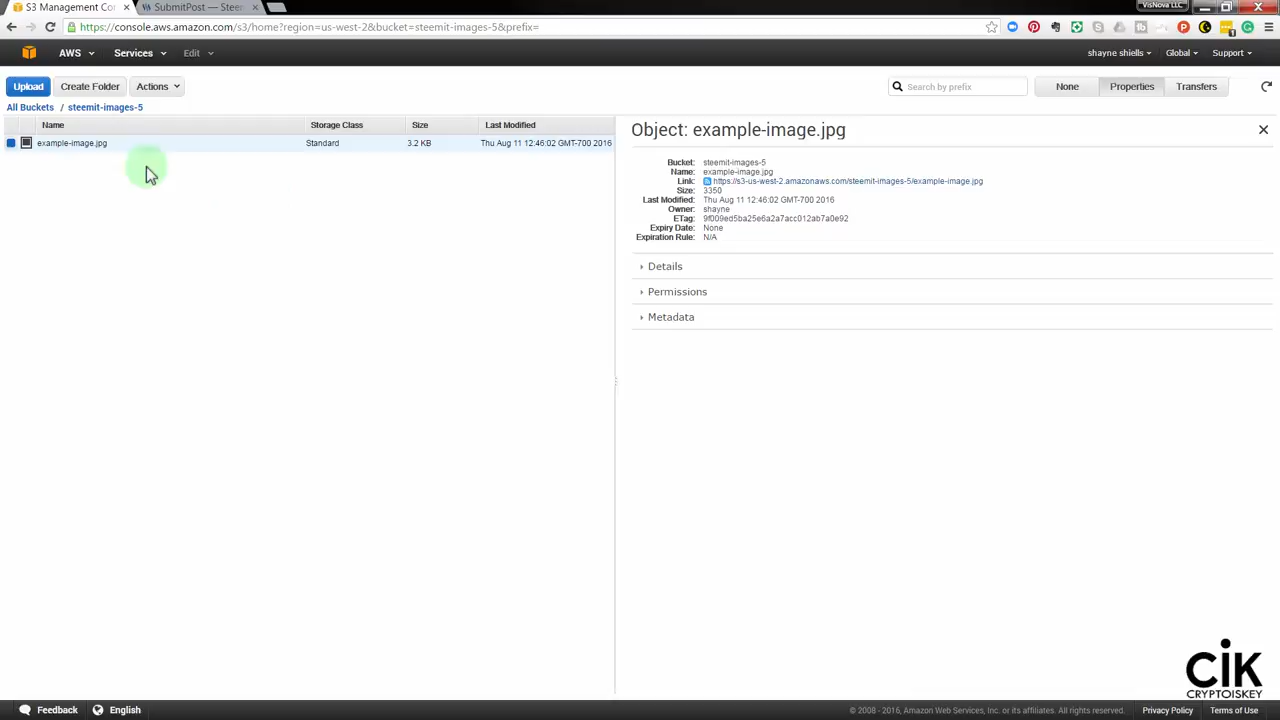 S3 Management Co
SubmitPost — Steem
VisNova LLC
https://console.aws.amazon.com/s3/home?region=us-west-2&bucket=steemit-images-5&prefix=
AWS Services Edit shayne shiells Global Support
Upload Create Folder Actions Search by prefix None Properties Transfers
All Buckets / steemit-images-5
Name Storage Class Size Last Modified
example-image.jpg Standard 3.2 KB Thu Aug 11 12:46:02 GMT-700 2016
Object: example-image.jpg
Bucket: steemit-images-5
Name: example-image.jpg
Link: https://s3-us-west-2.amazonaws.com/steemit-images-5/example-image.jpg
Size: 3350
Last Modified: Thu Aug 11 12:46:02 GMT-700 2016
Owner: shayne
ETag: 9f009ed5ba25e6a2a7acc012ab7a0e92
Expiry Date: None
Expiration Rule: N/A
Details
Permissions
Metadata
CiK
CRYPTOISKEY
Feedback English © 2008 - 2016, Amazon Web Services, Inc. or its affiliates. All rights reserved. Privacy Policy Terms of Use